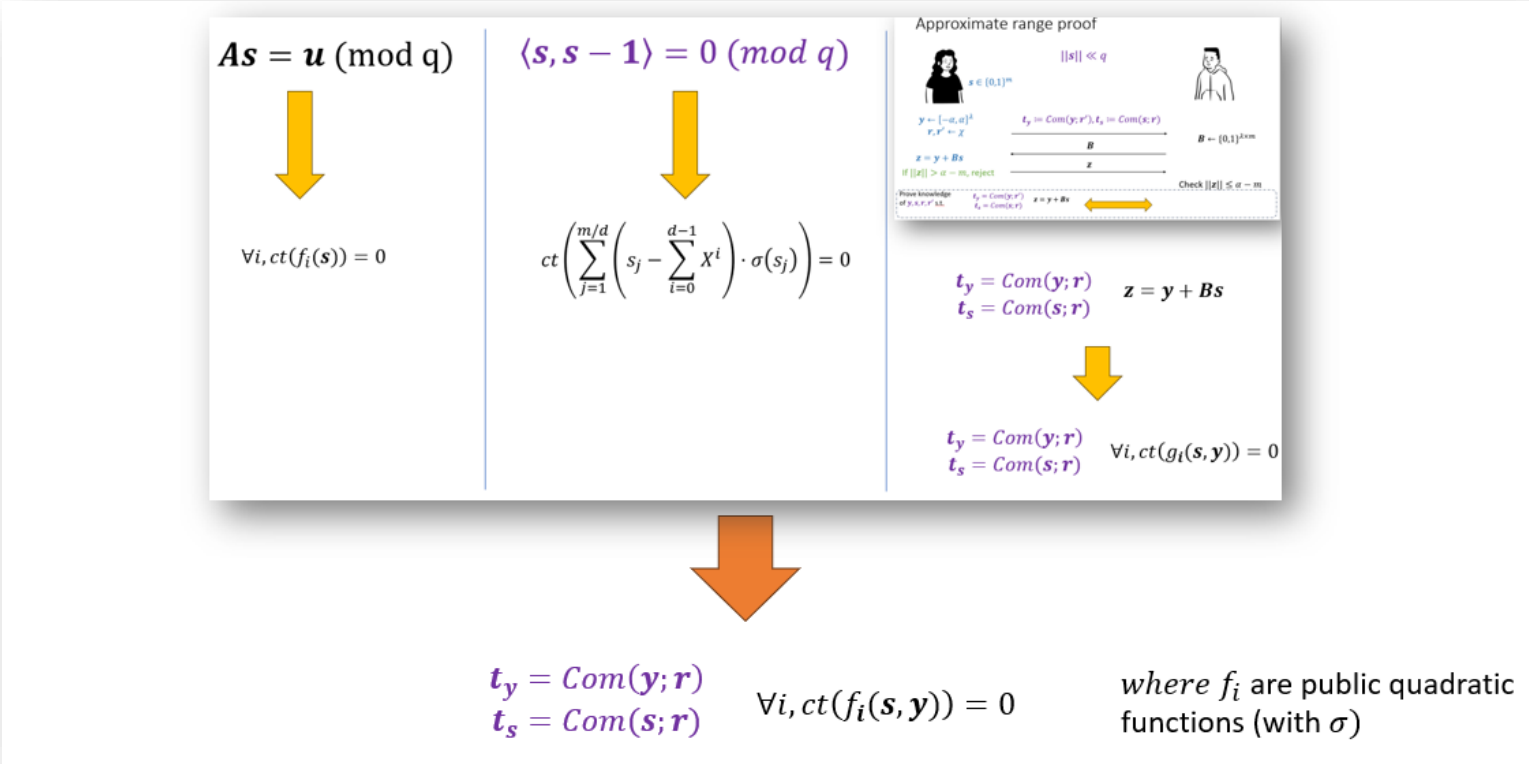 As = u (mod q)
⟨s, s − 1⟩ = 0 (mod q)
Approximate range proof
||s|| ≪ q
s ∈ {0,1}^m
y ← [−α, α]^λ
r, r' ← χ
t_y ≔ Com(y; r'), t_s ≔ Com(s; r)
B ← {0,1}^{λ×m}
B
z = y + Bs
z
If ||z|| > α − m, reject
Check ||z|| ≤ α − m
Prove knowledge
of y, s, r, r' s.t.
t_y = Com(y; r')
t_s = Com(s; r)
z = y + Bs
∀i, ct(f_i(s)) = 0
ct(∑_{j=1}^{m/d} (s_j − ∑_{i=0}^{d−1} X^i) · σ(s_j)) = 0
t_y = Com(y; r)
t_s = Com(s; r)
z = y + Bs
t_y = Com(y; r)
t_s = Com(s; r)
∀i, ct(g_i(s, y)) = 0
t_y = Com(y; r)
t_s = Com(s; r)
∀i, ct(f_i(s, y)) = 0
where f_i are public quadratic
functions (with σ)